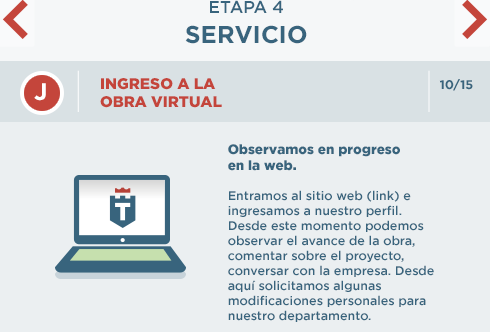 ETAPA 4
SERVICIO
J
INGRESO A LA
OBRA VIRTUAL
10/15
Observamos en progreso
en la web.
Entramos al sitio web (link) e
ingresamos a nuestro perfil.
Desde este momento podemos
observar el avance de la obra,
comentar sobre el proyecto,
conversar con la empresa. Desde
aquí solicitamos algunas
modificaciones personales para
nuestro departamento.
T